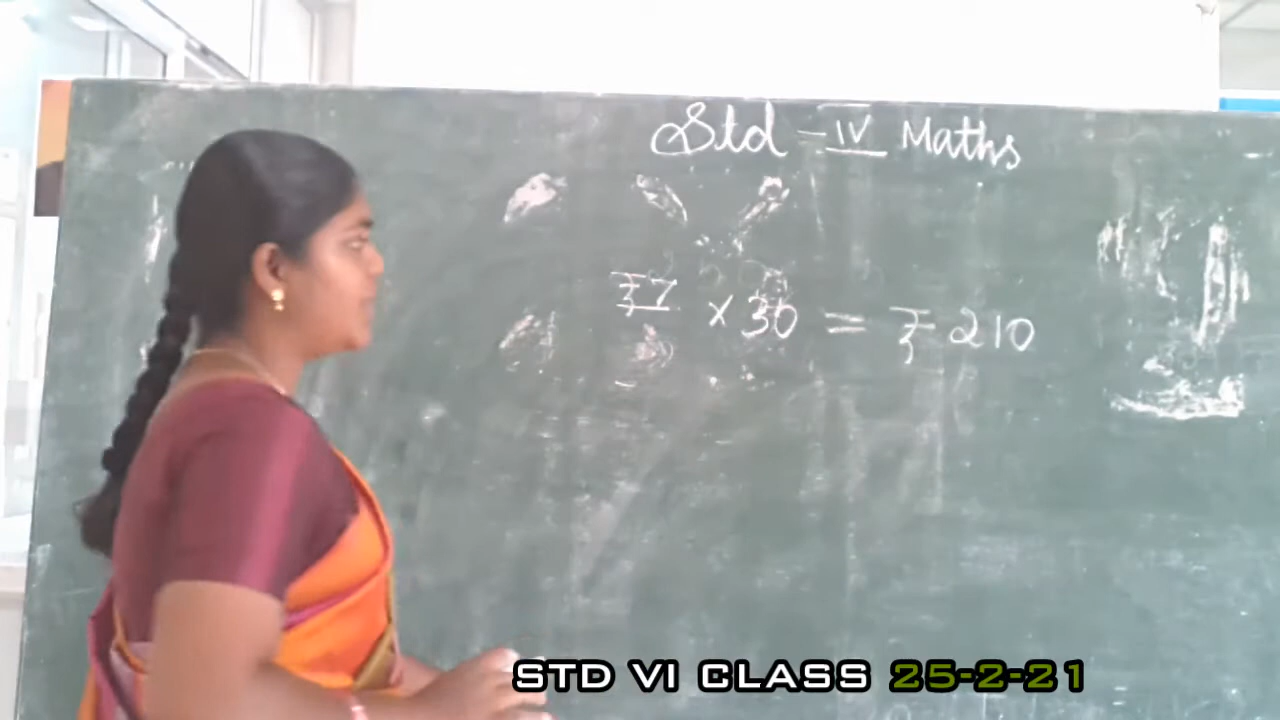 Std - IV Maths
₹7 × 30 = ₹ 210
STD VI CLASS 25-2-21